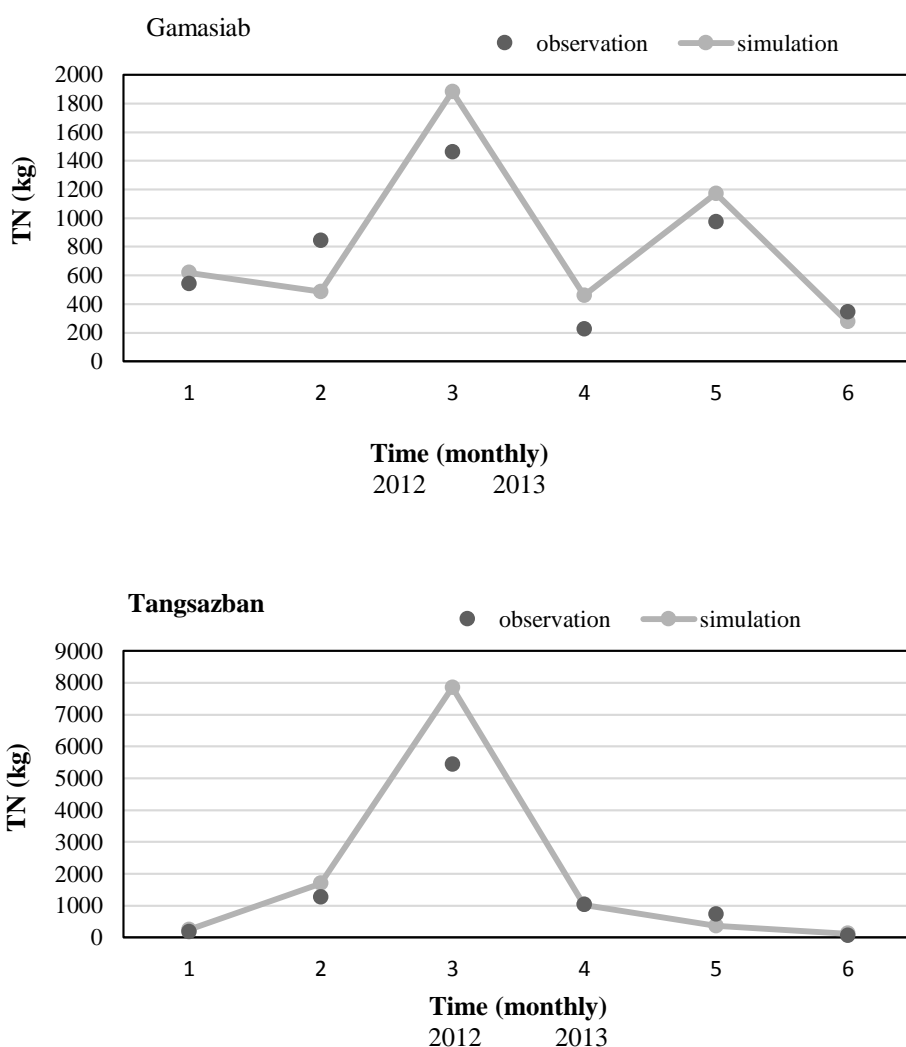 Gamasiab
observation simulation
2000
1800
1600
1400
1200
1000
800
600
400
200
0
TN (kg)
1 2 3 4 5 6
Time (monthly)
2012 2013
Tangsazban
observation simulation
9000
8000
7000
6000
5000
4000
3000
2000
1000
0
TN (kg)
1 2 3 4 5 6
Time (monthly)
2012 2013